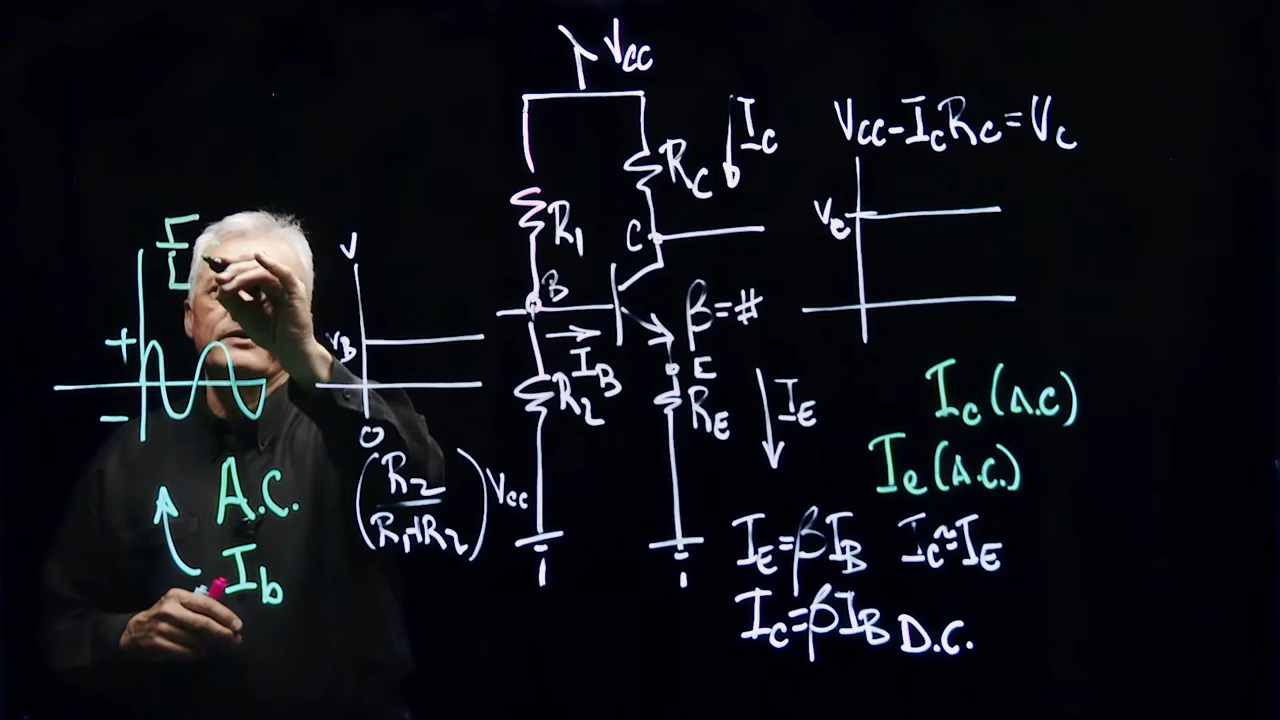 VCC
IC
VCC-ICRC=VC
RC
R1
C
VC
V
B
β=#
+
VB
IB
E
-
R2
RE
IE
Ic(A.C)
0
(R2/R1+R2)VCC
Ie(A.C.)
A.C.
IE=βIB IC≈IE
Ib
IC=βIB D.C.